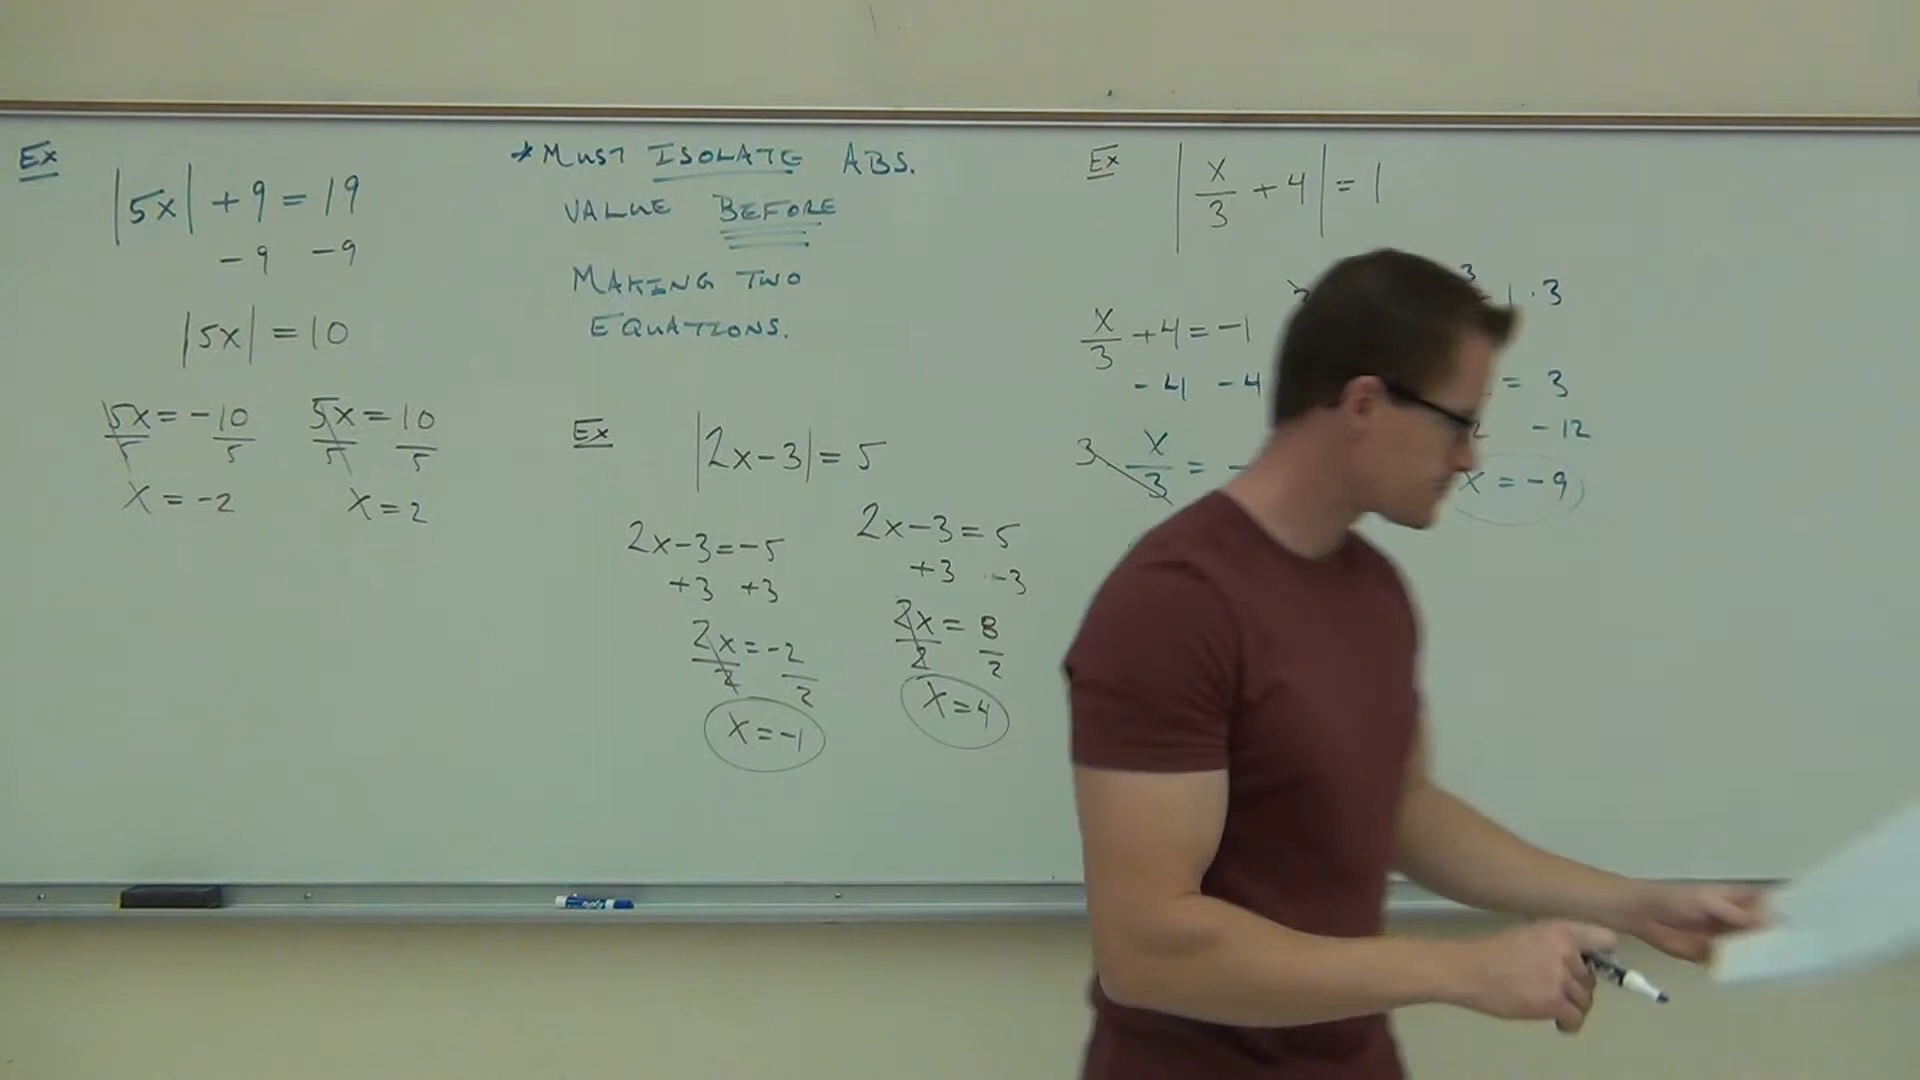 Ex
|5x| + 9 = 19
-9 -9
|5x| = 10
5x = -10 5x = 10
5 5 5 5
x = -2 x = 2
*MUST ISOLATE ABS.
VALUE BEFORE
MAKING TWO
EQUATIONS.
Ex |2x-3| = 5
2x-3=-5 2x-3=5
+3 +3 +3 +3
2x = -2 2x = 8
2 2 2 2
x = -1 x = 4
Ex |x/3 + 4| = 1
x/3 + 4 = -1
-4 -4
3 x/3 = -
3 1·3
= 3
-12
x = -9